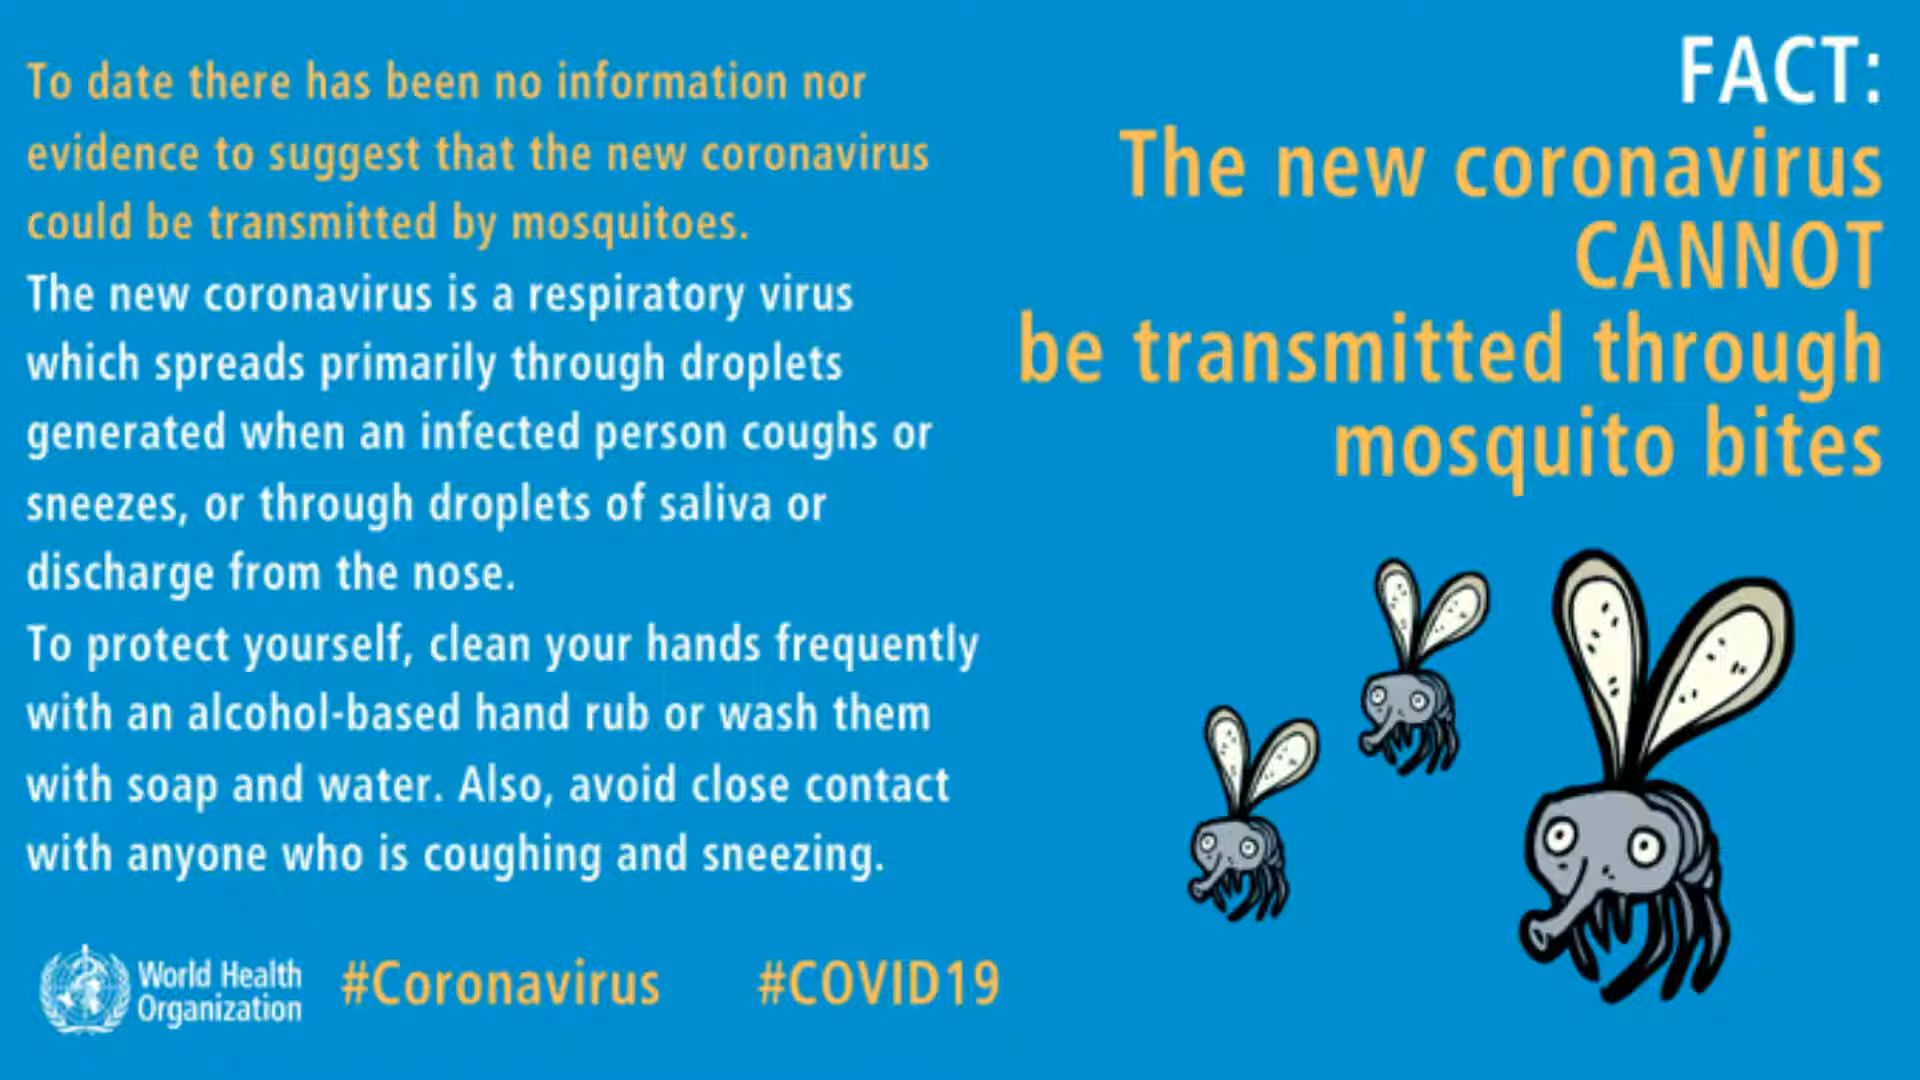 To date there has been no information nor
evidence to suggest that the new coronavirus
could be transmitted by mosquitoes.
The new coronavirus is a respiratory virus
which spreads primarily through droplets
generated when an infected person coughs or
sneezes, or through droplets of saliva or
discharge from the nose.
To protect yourself, clean your hands frequently
with an alcohol-based hand rub or wash them
with soap and water. Also, avoid close contact
with anyone who is coughing and sneezing.
FACT:
The new coronavirus
CANNOT
be transmitted through
mosquito bites
World Health
Organization
#Coronavirus
#COVID19